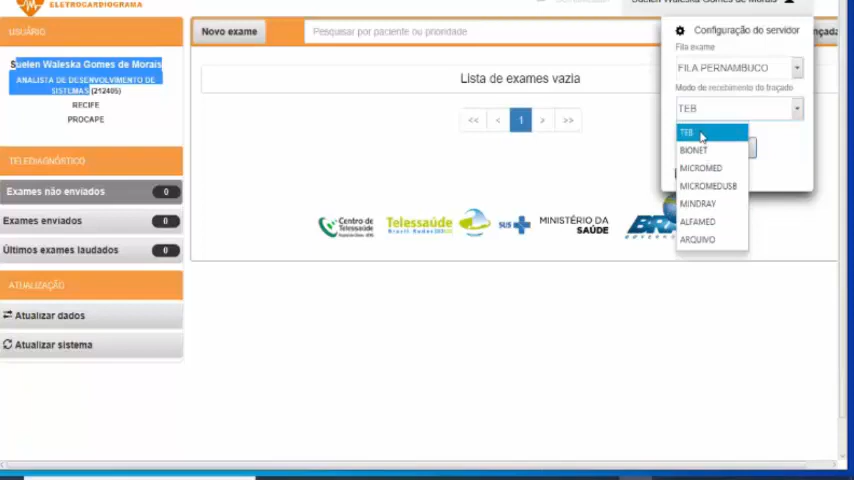 ELETROCARDIOGRAMA
Suelen Waleska Gomes de Morais
USUÁRIO
Suelen Waleska Gomes de Morais
ANALISTA DE DESENVOLVIMENTO DE
SISTEMAS (212405)
RECIFE
PROCAPE
TELEDIAGNÓSTICO
Exames não enviados 0
Exames enviados 0
Últimos exames laudados 0
ATUALIZAÇÃO
Atualizar dados
Atualizar sistema
Novo exame
Pesquisar por paciente ou prioridade
Lista de exames vazia
<< < 1 > >>
Centro de
Telessaúde
Telessaúde
SUS
MINISTÉRIO DA
SAÚDE
Configuração do servidor
Fila exame
FILA PERNAMBUCO
Modo de recebimento do traçado
TEB
TEB
BIONET
MICROMED
MICROMEDUSB
MINDRAY
ALFAMED
ARQUIVO